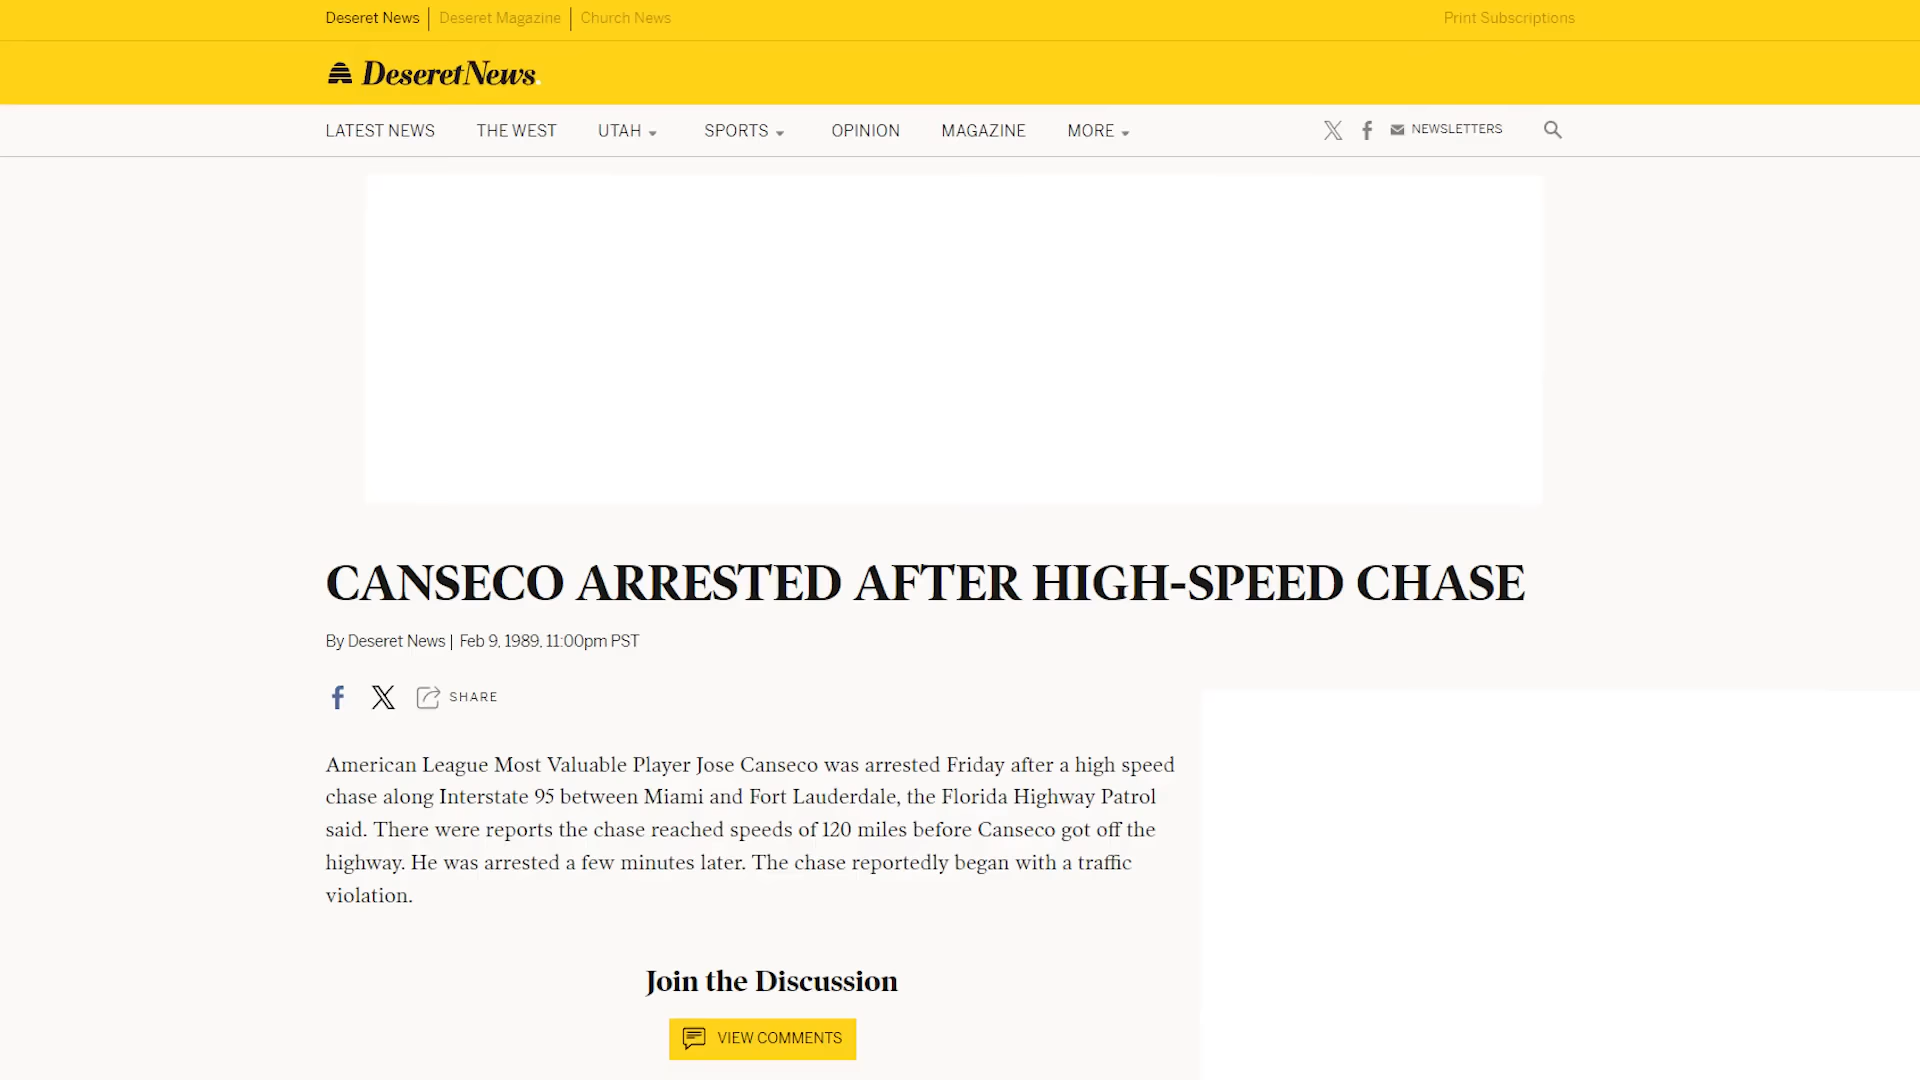 Deseret News | Deseret Magazine | Church News Print Subscriptions
Deseret News.
LATEST NEWS THE WEST UTAH SPORTS OPINION MAGAZINE MORE NEWSLETTERS
CANSECO ARRESTED AFTER HIGH-SPEED CHASE
By Deseret News | Feb 9, 1989, 11:00pm PST
SHARE
American League Most Valuable Player Jose Canseco was arrested Friday after a high speed
chase along Interstate 95 between Miami and Fort Lauderdale, the Florida Highway Patrol
said. There were reports the chase reached speeds of 120 miles before Canseco got off the
highway. He was arrested a few minutes later. The chase reportedly began with a traffic
violation.
Join the Discussion
VIEW COMMENTS